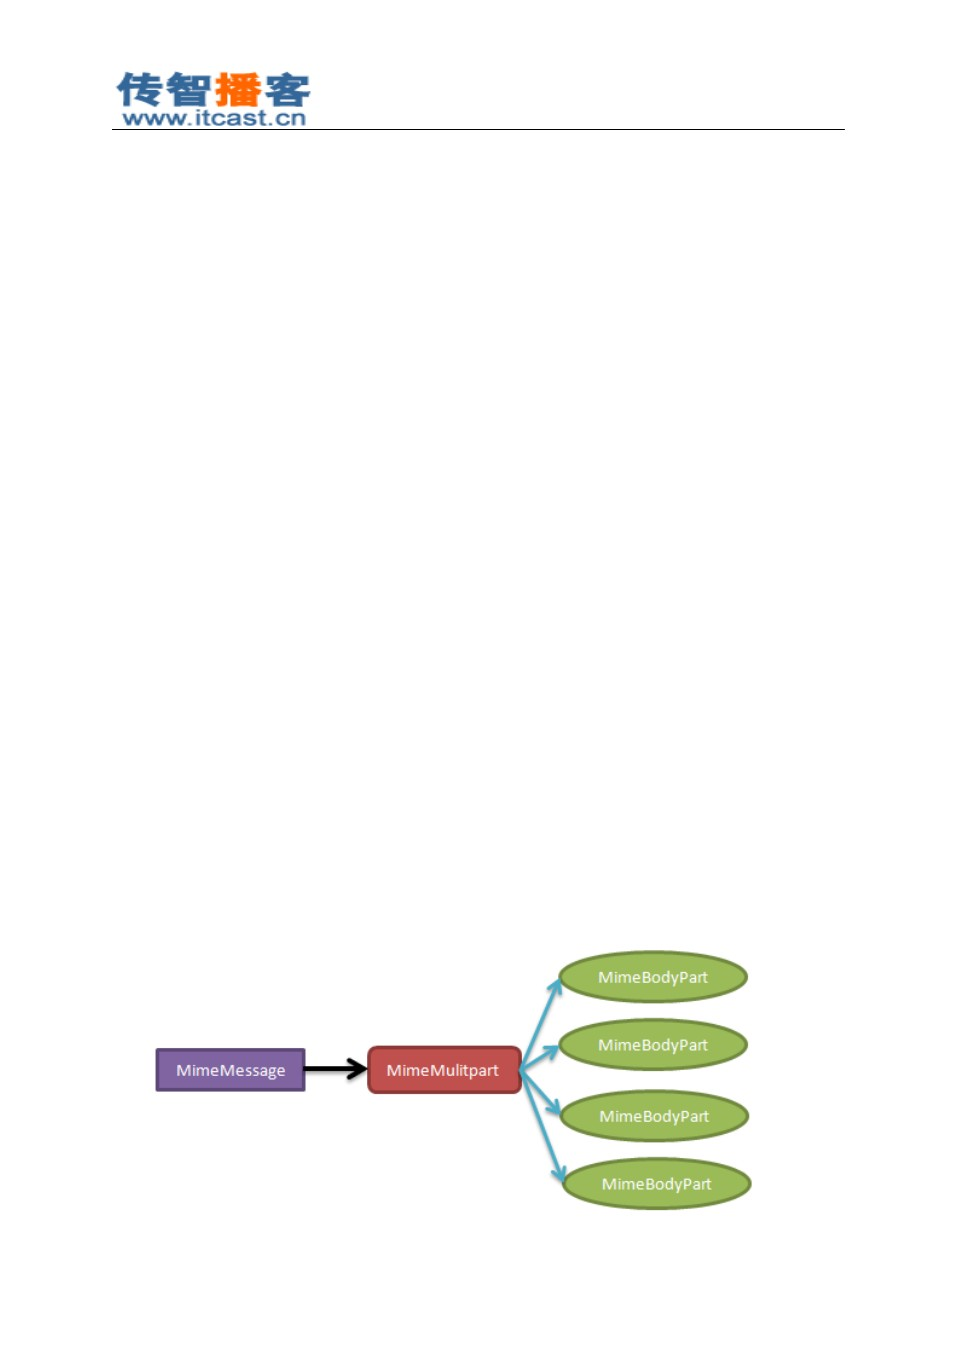 传智播客
www.itcast.cn
MimeBodyPart
MimeBodyPart
MimeMessage
MimeMulitpart
MimeBodyPart
MimeBodyPart